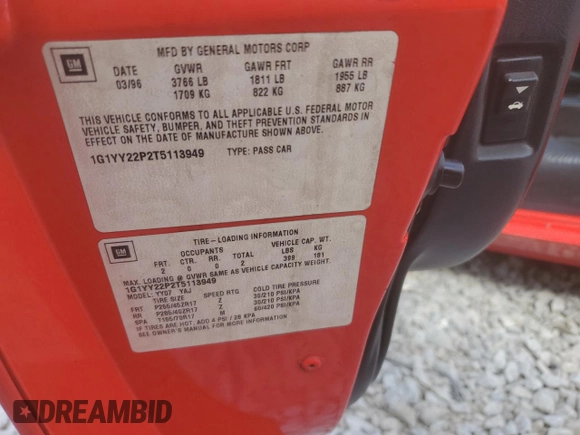 GM
MFD BY GENERAL MOTORS CORP
DATE GVWR GAWR FRT GAWR RR
03/96 3766 LB 1811 LB 1955 LB
1709 KG 822 KG 887 KG
THIS VEHICLE CONFORMS TO ALL APPLICABLE U.S. FEDERAL MOTOR
VEHICLE SAFETY, BUMPER, AND THEFT PREVENTION STANDARDS IN
EFFECT ON THE DATE OF MANUFACTURE SHOWN ABOVE.
1G1YY22P2T5113949 TYPE: PASS CAR
GM
TIRE-LOADING INFORMATION
OCCUPANTS VEHICLE CAP. WT.
FRT. CTR. RR. TOTAL LBS KG
2 0 0 2 399 181
MAX. LOADING @ GVWR SAME AS VEHICLE CAPACITY WEIGHT.
1G1YY22P2T5113949
MODEL: YY07 YAJ
TIRE SIZE SPEED RTG COLD TIRE PRESSURE
FRT P255/45ZR17 Z 30/210 PSI/KPA
RR P285/40ZR17 Z 30/210 PSI/KPA
SPA T155/70R17 M 60/420 PSI/KPA
IF TIRES ARE HOT, ADD 4 PSI / 28 KPA
SEE OWNER'S MANUAL FOR MORE INFORMATION.
DREAMBID